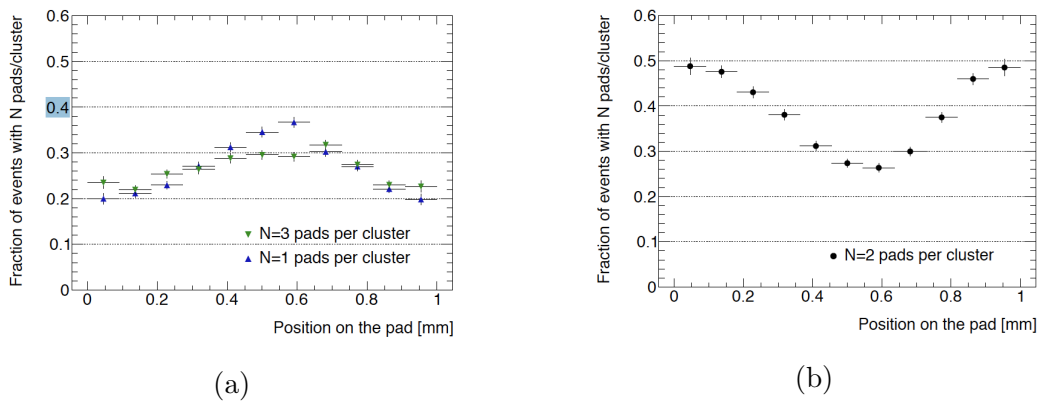 Fraction of events with N pads/cluster
0.6
0.5
0.4
0.3
0.2
0.1
0
N=3 pads per cluster
N=1 pads per cluster
0 0.2 0.4 0.6 0.8 1
Position on the pad [mm]
(a)
Fraction of events with N pads/cluster
0.6
0.5
0.4
0.3
0.2
0.1
0
N=2 pads per cluster
0 0.2 0.4 0.6 0.8 1
Position on the pad [mm]
(b)